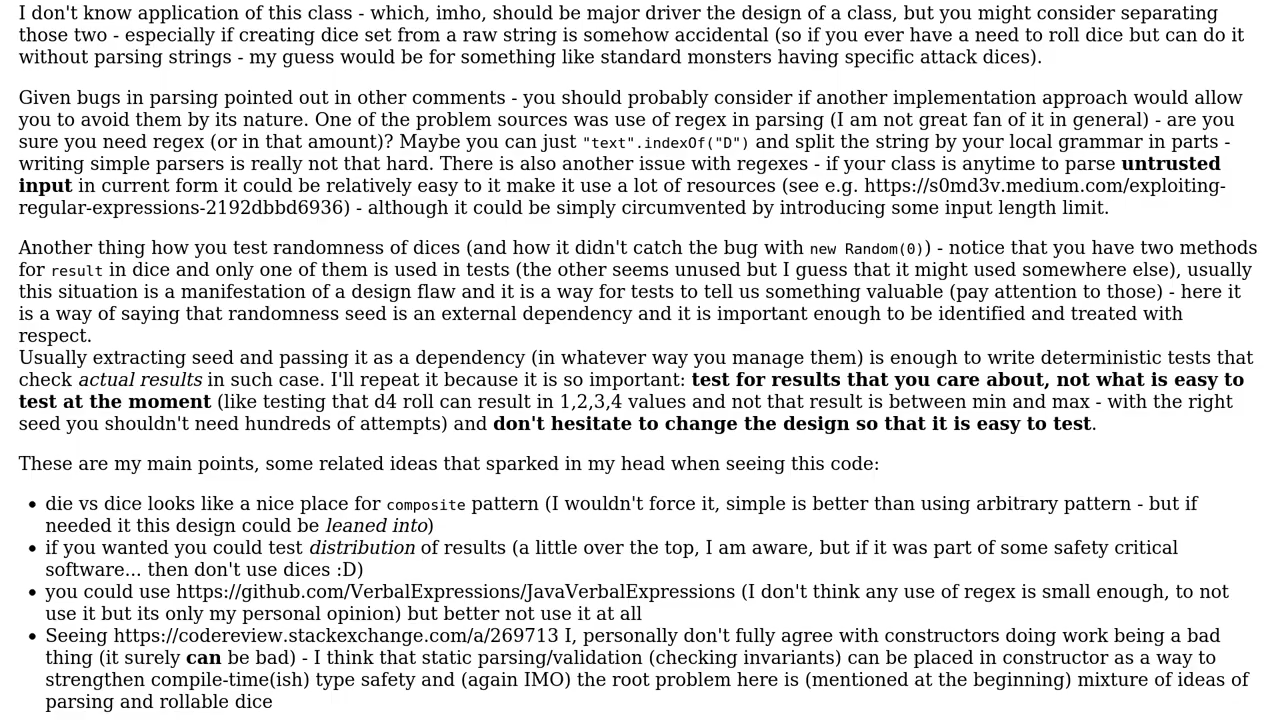 I don't know application of this class - which, imho, should be major driver the design of a class, but you might consider separating
those two - especially if creating dice set from a raw string is somehow accidental (so if you ever have a need to roll dice but can do it
without parsing strings - my guess would be for something like standard monsters having specific attack dices).
Given bugs in parsing pointed out in other comments - you should probably consider if another implementation approach would allow
you to avoid them by its nature. One of the problem sources was use of regex in parsing (I am not great fan of it in general) - are you
sure you need regex (or in that amount)? Maybe you can just "text".indexOf("D") and split the string by your local grammar in parts -
writing simple parsers is really not that hard. There is also another issue with regexes - if your class is anytime to parse untrusted
input in current form it could be relatively easy to it make it use a lot of resources (see e.g. https://s0md3v.medium.com/exploiting-
regular-expressions-2192dbbd6936) - although it could be simply circumvented by introducing some input length limit.
Another thing how you test randomness of dices (and how it didn't catch the bug with new Random(0)) - notice that you have two methods
for result in dice and only one of them is used in tests (the other seems unused but I guess that it might used somewhere else), usually
this situation is a manifestation of a design flaw and it is a way for tests to tell us something valuable (pay attention to those) - here it
is a way of saying that randomness seed is an external dependency and it is important enough to be identified and treated with
respect.
Usually extracting seed and passing it as a dependency (in whatever way you manage them) is enough to write deterministic tests that
check actual results in such case. I'll repeat it because it is so important: test for results that you care about, not what is easy to
test at the moment (like testing that d4 roll can result in 1,2,3,4 values and not that result is between min and max - with the right
seed you shouldn't need hundreds of attempts) and don't hesitate to change the design so that it is easy to test.
These are my main points, some related ideas that sparked in my head when seeing this code:
• die vs dice looks like a nice place for composite pattern (I wouldn't force it, simple is better than using arbitrary pattern - but if
needed it this design could be leaned into)
• if you wanted you could test distribution of results (a little over the top, I am aware, but if it was part of some safety critical
software... then don't use dices :D)
• you could use https://github.com/VerbalExpressions/JavaVerbalExpressions (I don't think any use of regex is small enough, to not
use it but its only my personal opinion) but better not use it at all
• Seeing https://codereview.stackexchange.com/a/269713 I, personally don't fully agree with constructors doing work being a bad
thing (it surely can be bad) - I think that static parsing/validation (checking invariants) can be placed in constructor as a way to
strengthen compile-time(ish) type safety and (again IMO) the root problem here is (mentioned at the beginning) mixture of ideas of
parsing and rollable dice